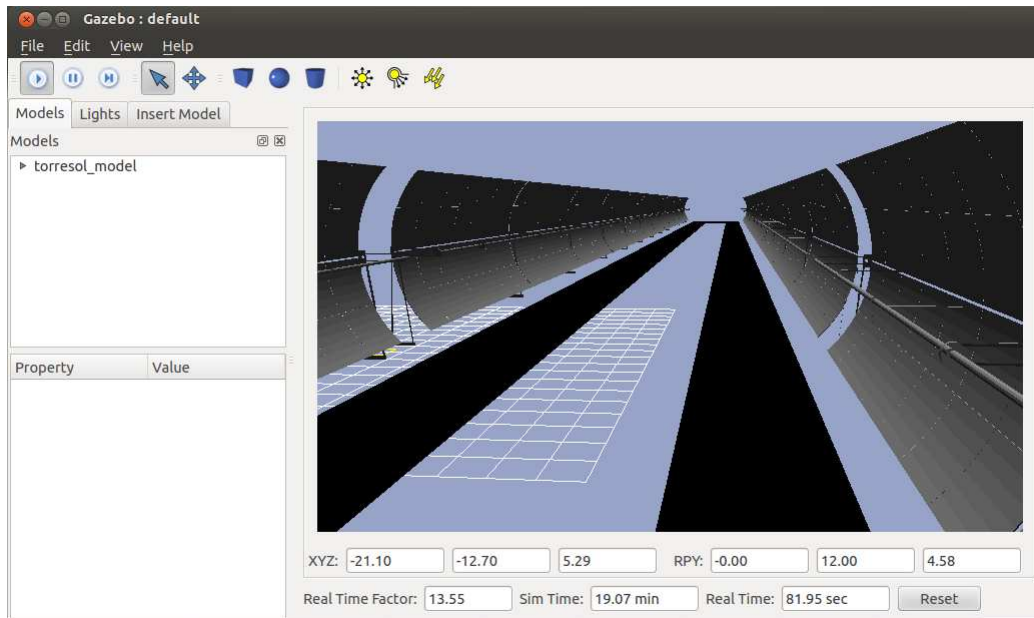 Gazebo : default
File Edit View Help
Models Lights Insert Model
Models
torresol_model
Property Value
XYZ: -21.10 -12.70 5.29 RPY: -0.00 12.00 4.58
Real Time Factor: 13.55 Sim Time: 19.07 min Real Time: 81.95 sec Reset